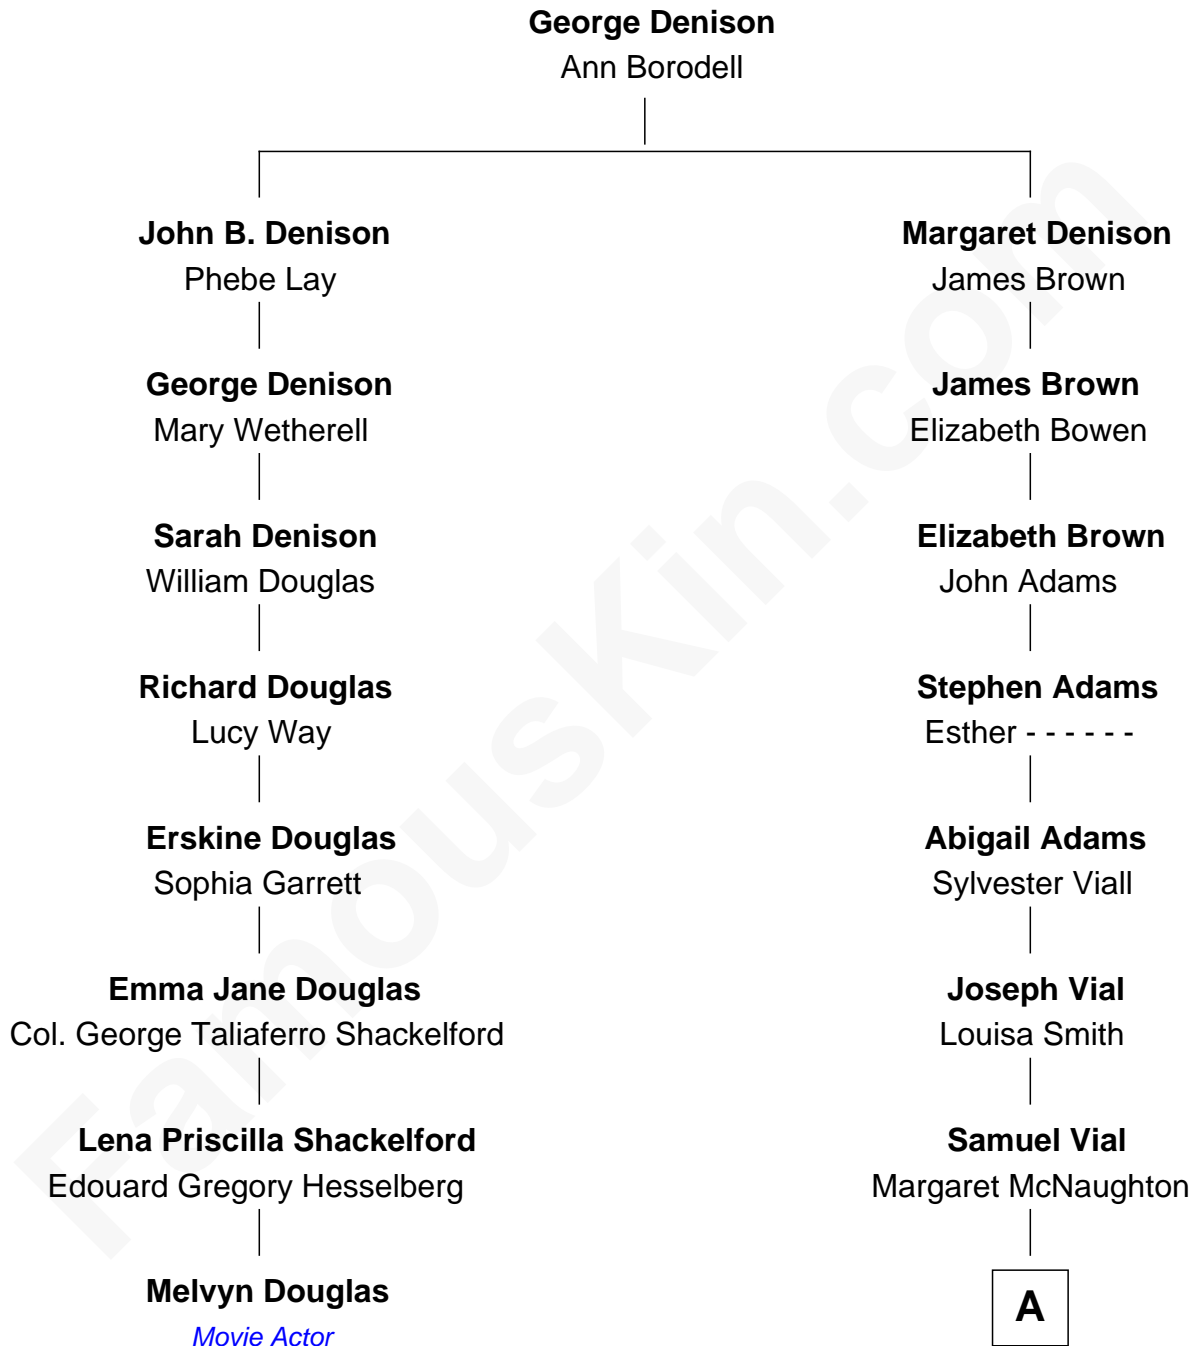 George Denison
Ann Borodell
John B. Denison
Phebe Lay
Margaret Denison
James Brown
George Denison
Mary Wetherell
James Brown
Elizabeth Bowen
Sarah Denison
William Douglas
Elizabeth Brown
John Adams
Richard Douglas
Lucy Way
Stephen Adams
Esther - - - - - -
Erskine Douglas
Sophia Garrett
Abigail Adams
Sylvester Viall
Emma Jane Douglas
Col. George Taliaferro Shackelford
Joseph Vial
Louisa Smith
Lena Priscilla Shackelford
Edouard Gregory Hesselberg
Samuel Vial
Margaret McNaughton
Melvyn Douglas
Movie Actor
A
FamousKin.com